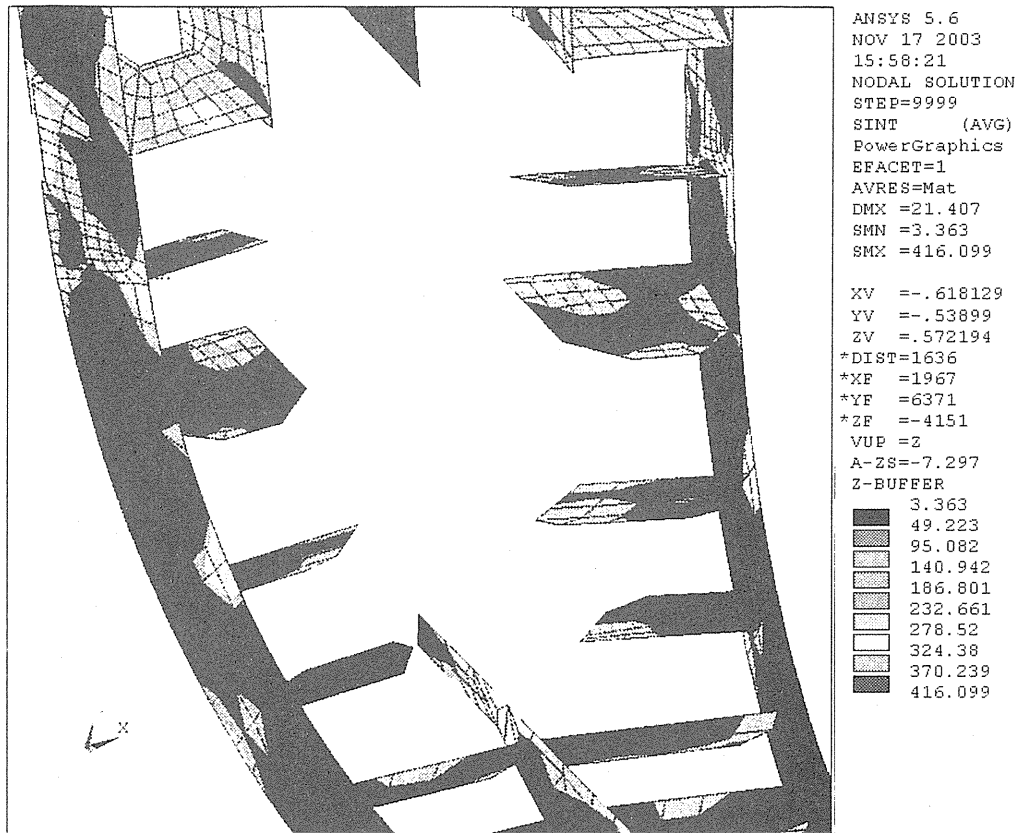 ANSYS 5.6
NOV 17 2003
15:58:21
NODAL SOLUTION
STEP=9999
SINT (AVG)
PowerGraphics
EFACET=1
AVRES=Mat
DMX =21.407
SMN =3.363
SMX =416.099
XV =-.618129
YV =-.53899
ZV =.572194
*DIST=1636
*XF =1967
*YF =6371
*ZF =-4151
VUP =Z
A-ZS=-7.297
Z-BUFFER
3.363
49.223
95.082
140.942
186.801
232.661
278.52
324.38
370.239
416.099
X